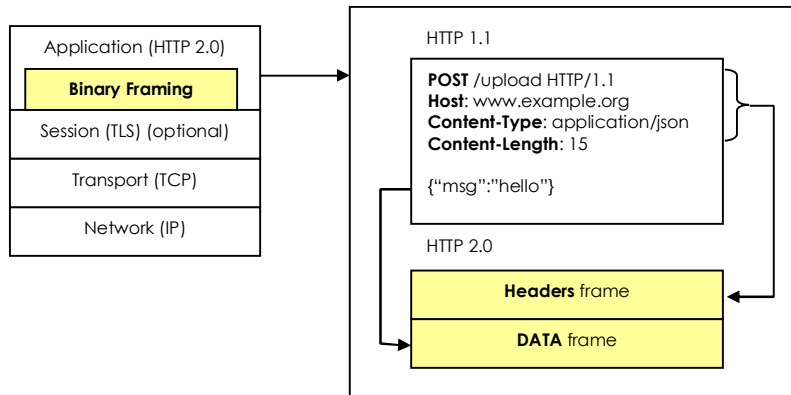 Application (HTTP 2.0)
Binary Framing
Session (TLS) (optional)
Transport (TCP)
Network (IP)
HTTP 1.1
POST /upload HTTP/1.1
Host: www.example.org
Content-Type: application/json
Content-Length: 15
{“msg”:”hello”}
HTTP 2.0
Headers frame
DATA frame